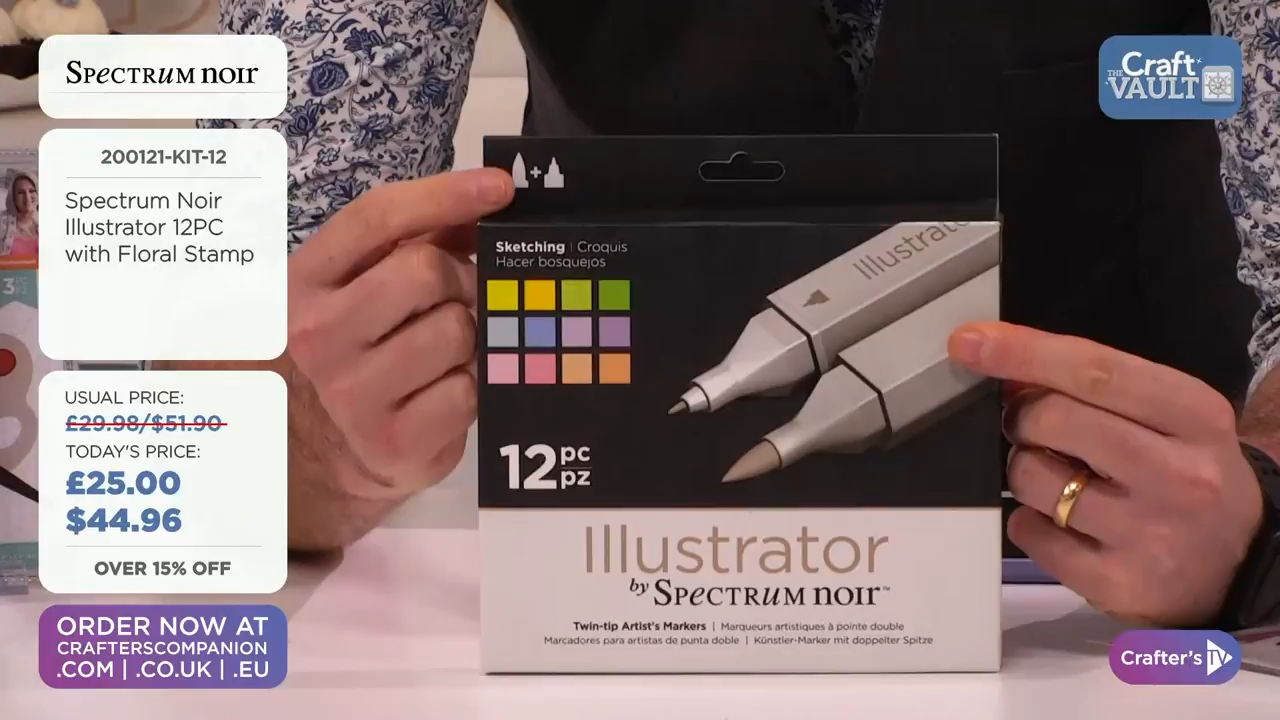 SPECTRUM NOIR
200121-KIT-12
Spectrum Noir
Illustrator 12PC
with Floral Stamp
USUAL PRICE:
£29.98/$51.90
TODAY'S PRICE:
£25.00
$44.96
OVER 15% OFF
ORDER NOW AT
CRAFTERSCOMPANION
.COM | .CO.UK | .EU
THE Craft
VAULT
Sketching | Croquis
Hacer bosquejos
Illustrato
12 pc
pz
Illustrator
by SPECTRUM NOIR™
Twin-tip Artist's Markers | Marqueurs artistiques à pointe double
Marcadores para artistas de punta doble | Künstler-Marker mit doppelter Spitze
Crafter's TV
3